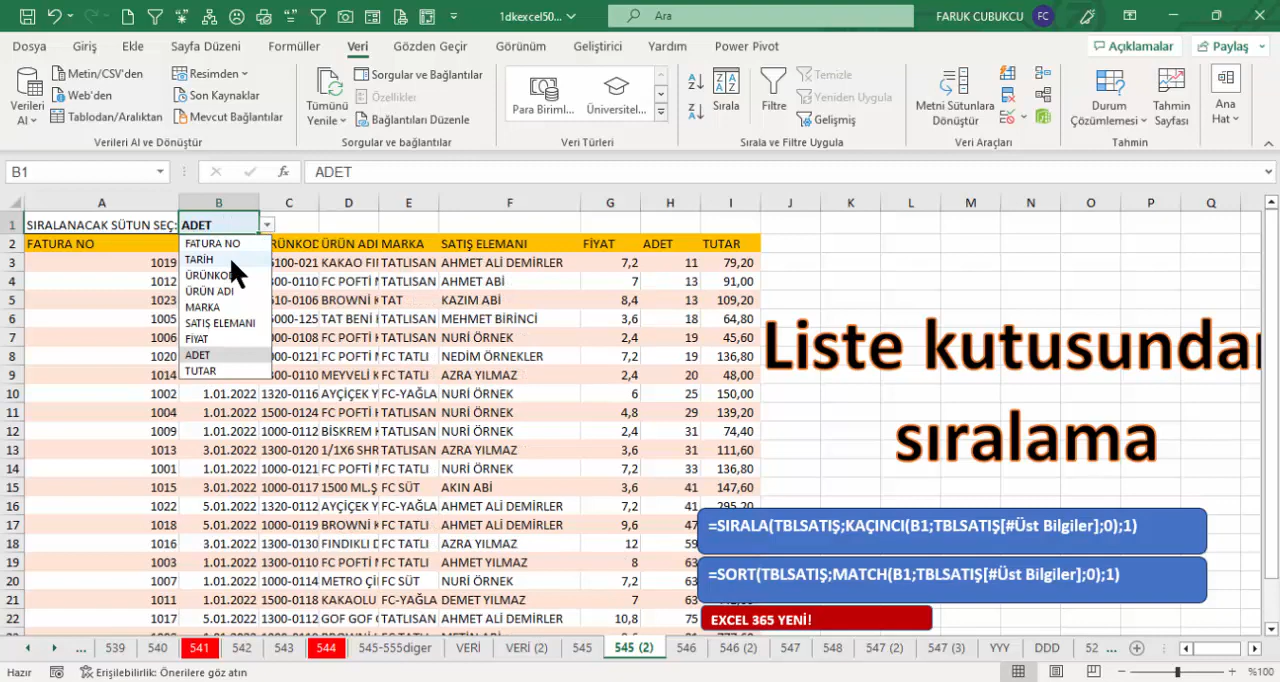 1dkexcel50...
Ara
FARUK CUBUKCU
FC
Dosya Giriş Ekle Sayfa Düzeni Formüller Veri Gözden Geçir Görünüm Geliştirici Yardım Power Pivot
Açıklamalar Paylaş
Metin/CSV'den
Web'den
Tablodan/Aralıktan
Verileri
Al
Resimden
Son Kaynaklar
Mevcut Bağlantılar
Verileri Al ve Dönüştür
Tümünü
Yenile
Sorgular ve Bağlantılar
Özellikler
Bağlantıları Düzenle
Sorgular ve bağlantılar
Para Biriml...
Üniversitel...
Veri Türleri
Sırala
Filtre
Temizle
Yeniden Uygula
Gelişmiş
Sırala ve Filtre Uygula
Metni Sütunlara
Dönüştür
Veri Araçları
Durum
Çözümlemesi
Tahmin
Sayfası
Tahmin
Ana
Hat
B1
fx
ADET
A B C D E F G H I J K L M N O P Q
1 SIRALANACAK SÜTUN SEÇ: ADET
2 FATURA NO ÜRÜN ADI MARKA SATIŞ ELEMANI FİYAT ADET TUTAR
3 1019 KAKAO FII TATLISAN AHMET ALİ DEMİRLER 7,2 11 79,20
4 1012 FC POFTİ TATLISAN AHMET ABİ 7 13 91,00
5 1023 BROWNİ TAT KAZIM ABİ 8,4 13 109,20
6 1005 TAT BENİ TATLISAN MEHMET BİRİNCİ 3,6 18 64,80
7 1006 FC POFTİ TATLISAN NURİ ÖRNEK 2,4 19 45,60
8 1020 FC POFTİ FC TATLI NEDİM ÖRNEKLER 7,2 19 136,80
9 1014 MEYVELİ FC TATLI AZRA YILMAZ 2,4 20 48,00
10 1002 1.01.2022 1320-0116 AYÇİÇEK Y FC-YAĞLA NURİ ÖRNEK 6 25 150,00
11 1004 1.01.2022 1500-0124 FC POFTİ TATLISAN NURİ ÖRNEK 4,8 29 139,20
12 1009 1.01.2022 1000-0112 BİSKREM TATLISAN NURİ ÖRNEK 2,4 31 74,40
13 1013 3.01.2022 1300-0120 1/1X6 SHR TATLISAN AZRA YILMAZ 3,6 31 111,60
14 1001 1.01.2022 1300-0116 FC POFTİ FC TATLI NURİ ÖRNEK 7,2 33 136,80
15 1015 3.01.2022 1000-0117 1500 ML.Ş FC SÜT AKIN ABİ 3,6 41 147,60
16 1022 5.01.2022 1200-0112 AYÇİÇEK Y FC-YAĞLA AHMET ALİ DEMİRLER 7,2 41 295,20
17 1018 5.01.2022 1000-0119 BROWNİ FC TATLI AHMET ALİ DEMİRLER 9,6 47
18 1016 3.01.2022 1300-0130 FINDIKLI FC TATLI AZRA YILMAZ 12 59
19 1003 1.01.2022 1300-0110 FC POFTİ FC TATLI AHMET YILMAZ 8 63
20 1007 1.01.2022 1000-0114 METRO Çİ FC SÜT NURİ ÖRNEK 7,2 63
21 1011 1.01.2022 1500-0118 KAKAOLU FC-YAĞLA DEMET YILMAZ 7 63
22 1017 5.01.2022 1300-0112 GOF GOF TATLISAN AHMET ALİ DEMİRLER 10,8 75
FATURA NO
TARİH
ÜRÜNKOD
ÜRÜN ADI
MARKA
SATIŞ ELEMANI
FİYAT
ADET
TUTAR
Liste kutusundan
sıralama
=SIRALA(TBLSATIŞ;KAÇINCI(B1;TBLSATIŞ[#Üst Bilgiler];0);1)
=SORT(TBLSATIŞ;MATCH(B1;TBLSATIŞ[#Üst Bilgiler];0);1)
EXCEL 365 YENİ!
... 539 540 541 542 543 544 545-555diger VERİ VERİ (2) 545 545 (2) 546 546 (2) 547 548 547 (2) 547 (3) YYY DDD 52 ...
Hazır Erişilebilirlik: Önerilere göz atın %100